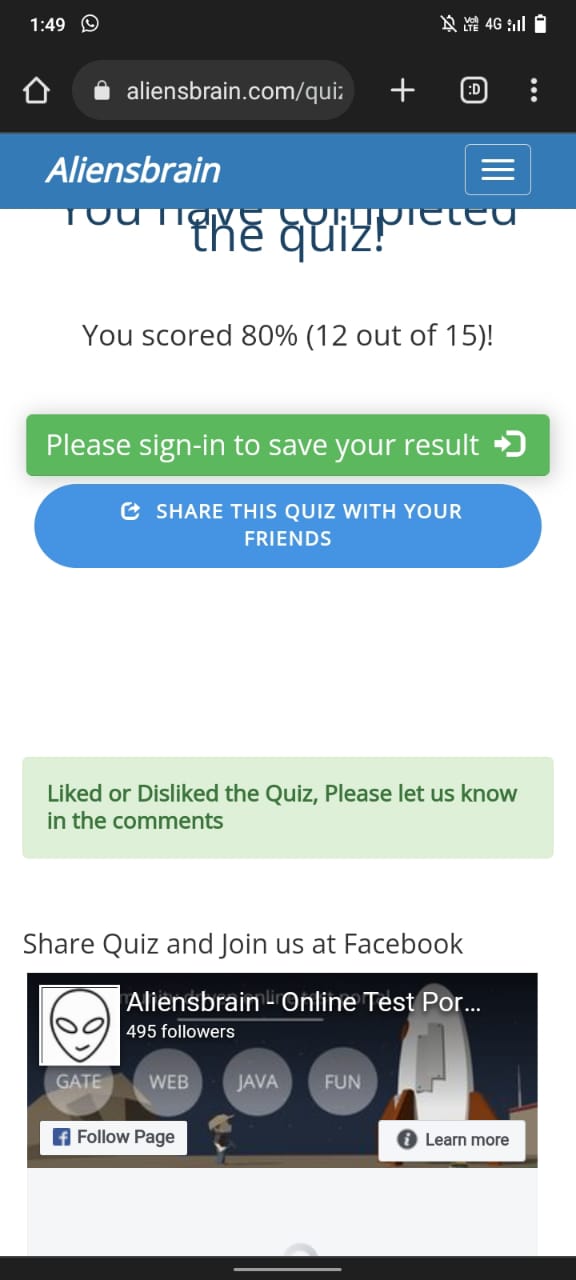 1:49
Vo)) LTE 4G
aliensbrain.com/quiz
:D
Aliensbrain
You have completed
the quiz!
You scored 80% (12 out of 15)!
Please sign-in to save your result
SHARE THIS QUIZ WITH YOUR
FRIENDS
Liked or Disliked the Quiz, Please let us know
in the comments
Share Quiz and Join us at Facebook
Aliensbrain - Online Test Por...
495 followers
GATE WEB JAVA FUN
Follow Page
Learn more